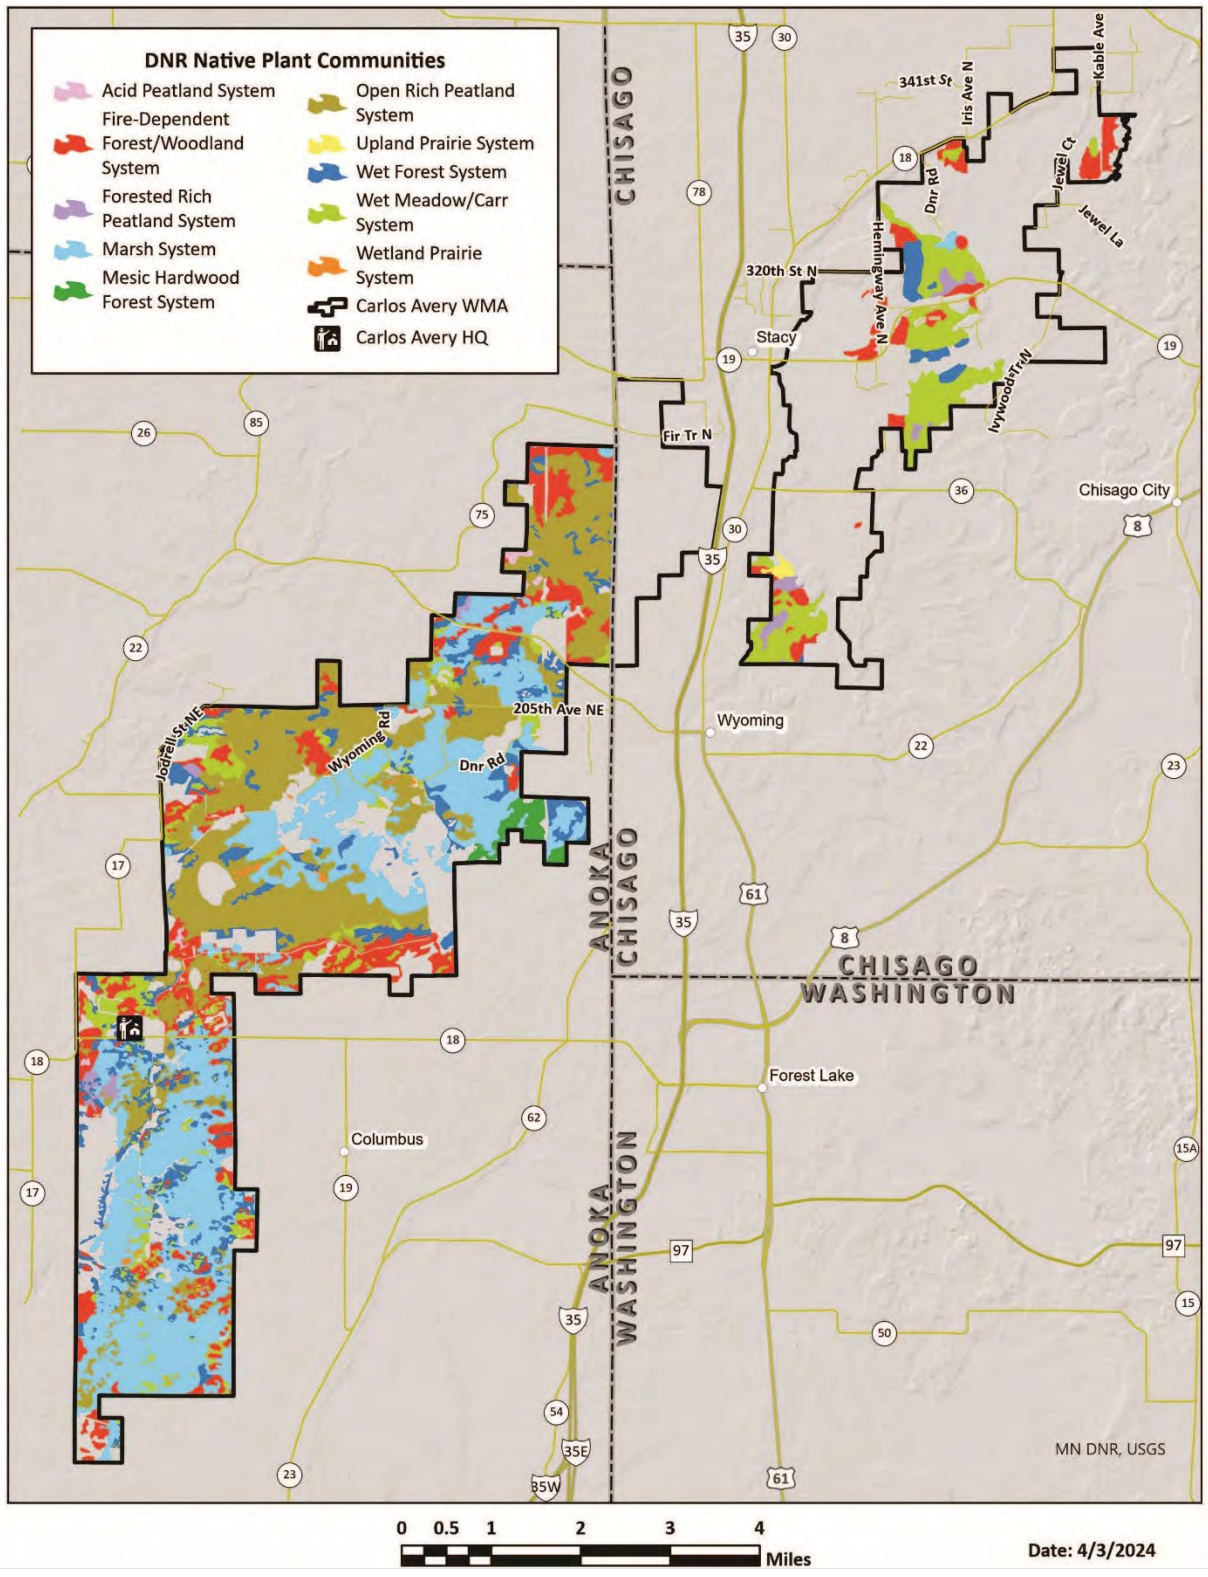 DNR Native Plant Communities
Acid Peatland System
Fire-Dependent
Forest/Woodland
System
Forested Rich
Peatland System
Marsh System
Mesic Hardwood
Forest System
Open Rich Peatland
System
Upland Prairie System
Wet Forest System
Wet Meadow/Carr
System
Wetland Prairie
System
Carlos Avery WMA
Carlos Avery HQ
35
30
CHISAGO
78
341st St
Iris Ave N
Kable Ave
18
Dnr Rd
Jewel Ct
Jewel La
Hemingway Ave N
320th St N
Stacy
19
19
Ivywood Tr N
85
26
Fir Tr N
75
36
Chisago City
8
30
35
22
205th Ave NE
Jodrell St NE
Wyoming Rd
Dnr Rd
Wyoming
22
23
17
ANOKA
CHISAGO
61
35
8
CHISAGO
WASHINGTON
18
18
Forest Lake
62
Columbus
15A
17
19
ANOKA
WASHINGTON
97
97
35
15
50
54
35E
35W
23
61
MN DNR, USGS
0 0.5 1 2 3 4
Miles
Date: 4/3/2024